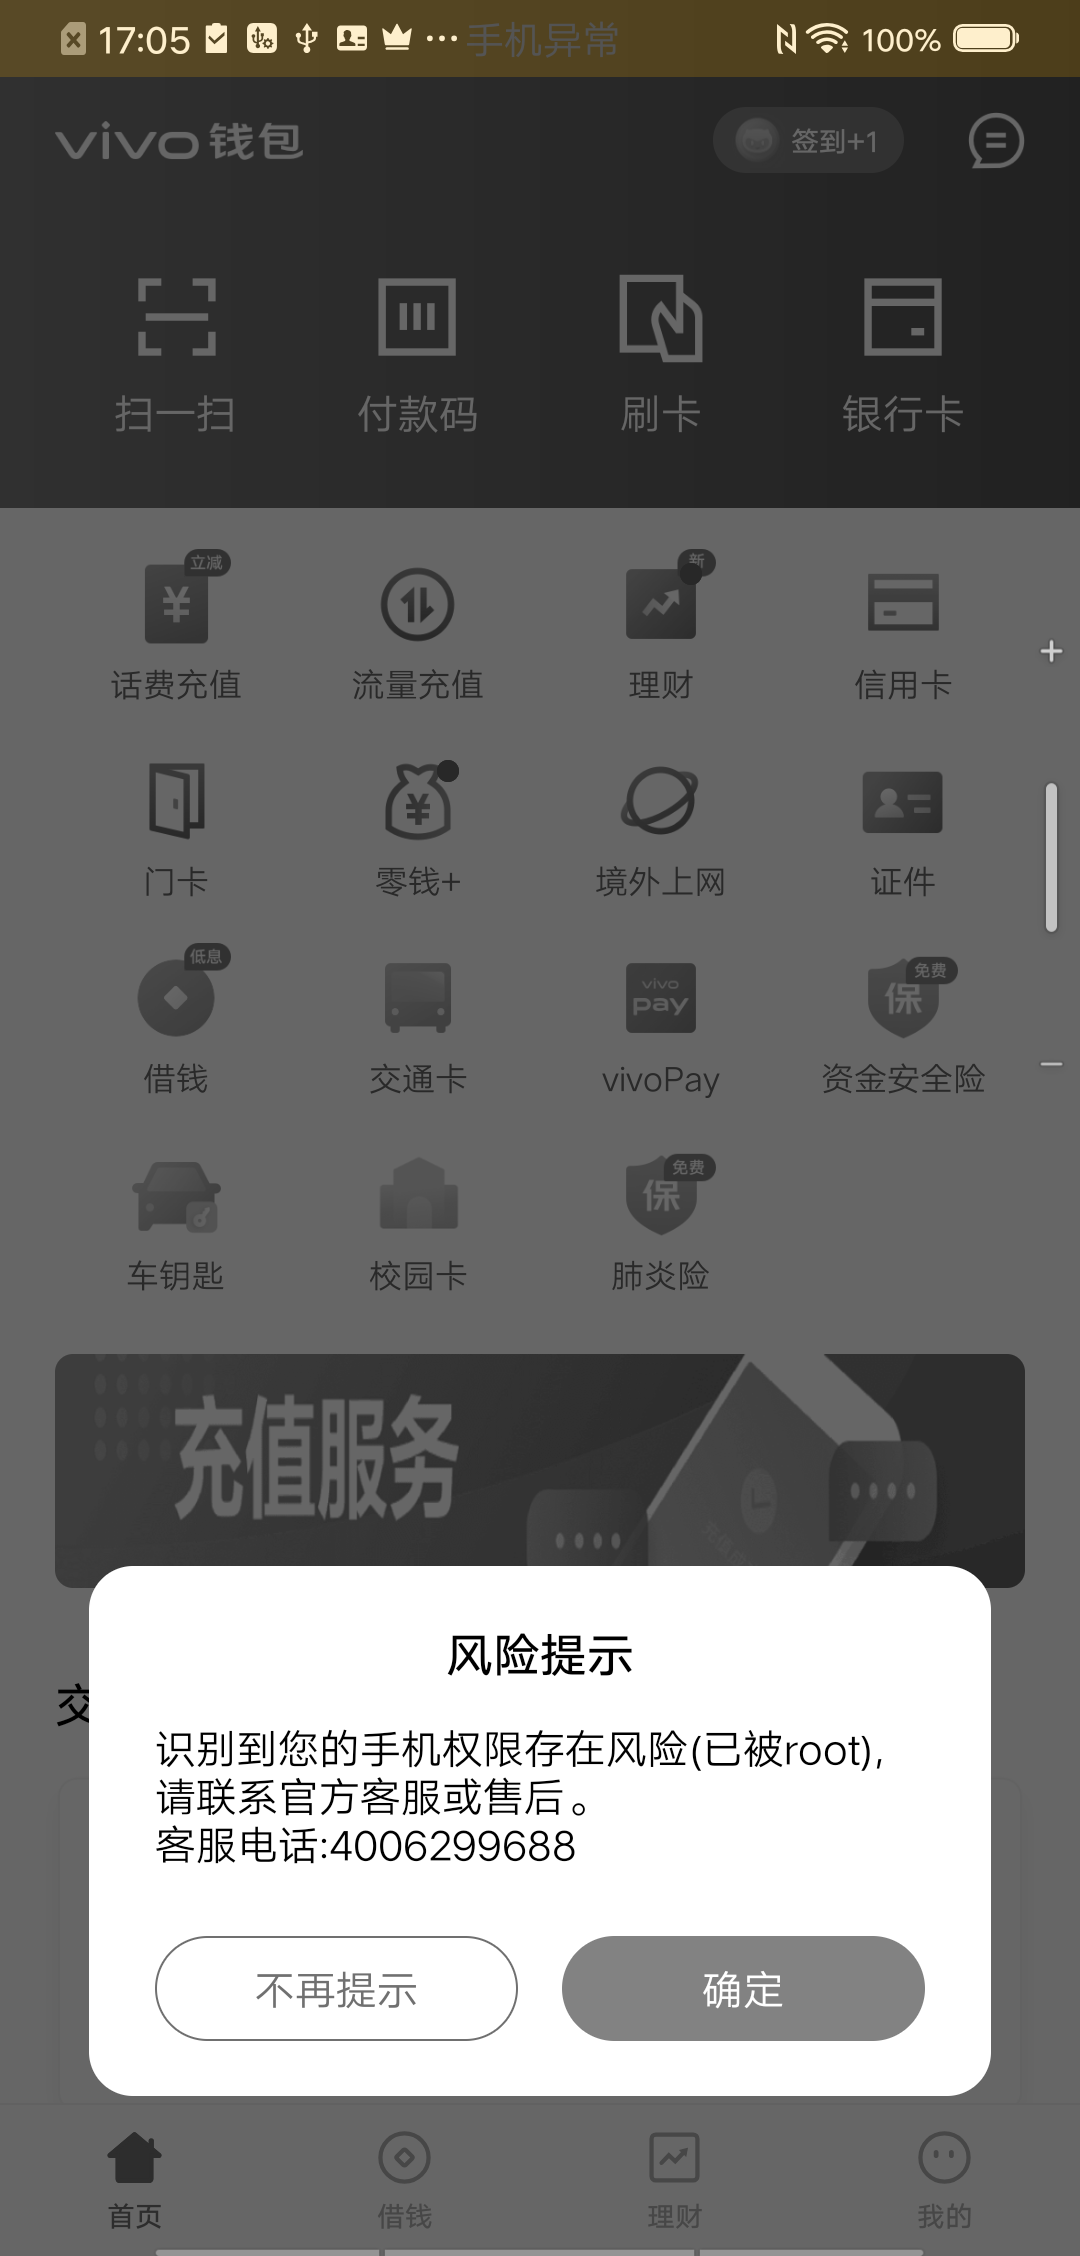 17:05
手机异常
100%
vivo 钱包
签到+1
扫一扫
付款码
刷卡
银行卡
立减
新
话费充值
流量充值
理财
信用卡
门卡
零钱+
境外上网
证件
低息
vivo
pay
保
免费
借钱
交通卡
vivoPay
资金安全险
保
免费
车钥匙
校园卡
肺炎险
充值服务
风险提示
交
识别到您的手机权限存在风险(已被root),
请联系官方客服或售后。
客服电话:4006299688
不再提示
确定
首页
借钱
理财
我的